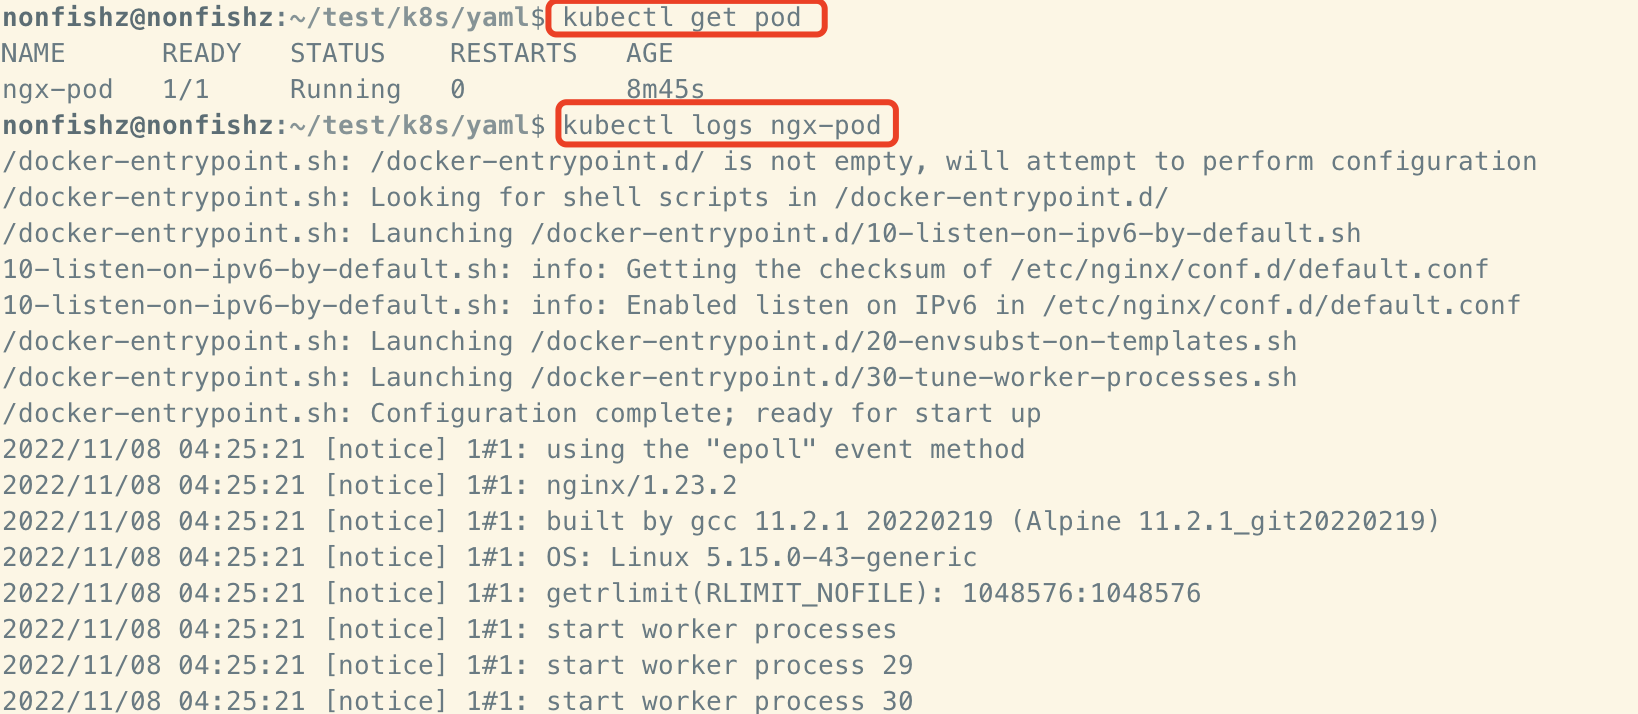 nonfishz@nonfishz:~/test/k8s/yaml$ kubectl get pod
NAME      READY   STATUS    RESTARTS   AGE
ngx-pod   1/1     Running   0          8m45s
nonfishz@nonfishz:~/test/k8s/yaml$ kubectl logs ngx-pod
/docker-entrypoint.sh: /docker-entrypoint.d/ is not empty, will attempt to perform configuration
/docker-entrypoint.sh: Looking for shell scripts in /docker-entrypoint.d/
/docker-entrypoint.sh: Launching /docker-entrypoint.d/10-listen-on-ipv6-by-default.sh
10-listen-on-ipv6-by-default.sh: info: Getting the checksum of /etc/nginx/conf.d/default.conf
10-listen-on-ipv6-by-default.sh: info: Enabled listen on IPv6 in /etc/nginx/conf.d/default.conf
/docker-entrypoint.sh: Launching /docker-entrypoint.d/20-envsubst-on-templates.sh
/docker-entrypoint.sh: Launching /docker-entrypoint.d/30-tune-worker-processes.sh
/docker-entrypoint.sh: Configuration complete; ready for start up
2022/11/08 04:25:21 [notice] 1#1: using the "epoll" event method
2022/11/08 04:25:21 [notice] 1#1: nginx/1.23.2
2022/11/08 04:25:21 [notice] 1#1: built by gcc 11.2.1 20220219 (Alpine 11.2.1_git20220219)
2022/11/08 04:25:21 [notice] 1#1: OS: Linux 5.15.0-43-generic
2022/11/08 04:25:21 [notice] 1#1: getrlimit(RLIMIT_NOFILE): 1048576:1048576
2022/11/08 04:25:21 [notice] 1#1: start worker processes
2022/11/08 04:25:21 [notice] 1#1: start worker process 29
2022/11/08 04:25:21 [notice] 1#1: start worker process 30